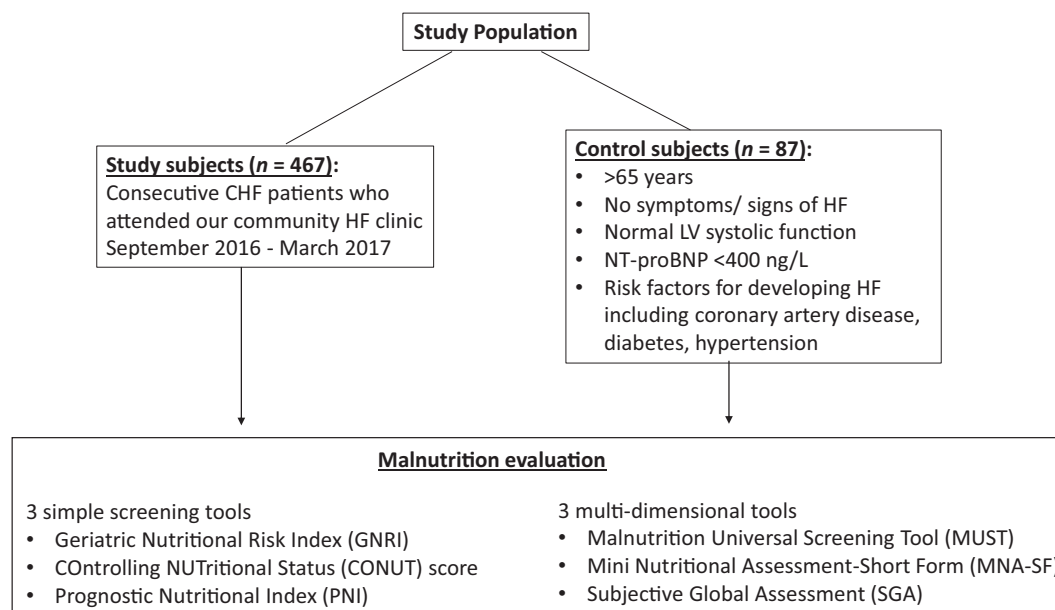 Study Population
Study subjects (n = 467):
Consecutive CHF patients who
attended our community HF clinic
September 2016 - March 2017
Control subjects (n = 87):
• >65 years
• No symptoms/ signs of HF
• Normal LV systolic function
• NT-proBNP <400 ng/L
• Risk factors for developing HF
including coronary artery disease,
diabetes, hypertension
Malnutrition evaluation
3 simple screening tools
• Geriatric Nutritional Risk Index (GNRI)
• COntrolling NUTritional Status (CONUT) score
• Prognostic Nutritional Index (PNI)
3 multi-dimensional tools
• Malnutrition Universal Screening Tool (MUST)
• Mini Nutritional Assessment-Short Form (MNA-SF)
• Subjective Global Assessment (SGA)